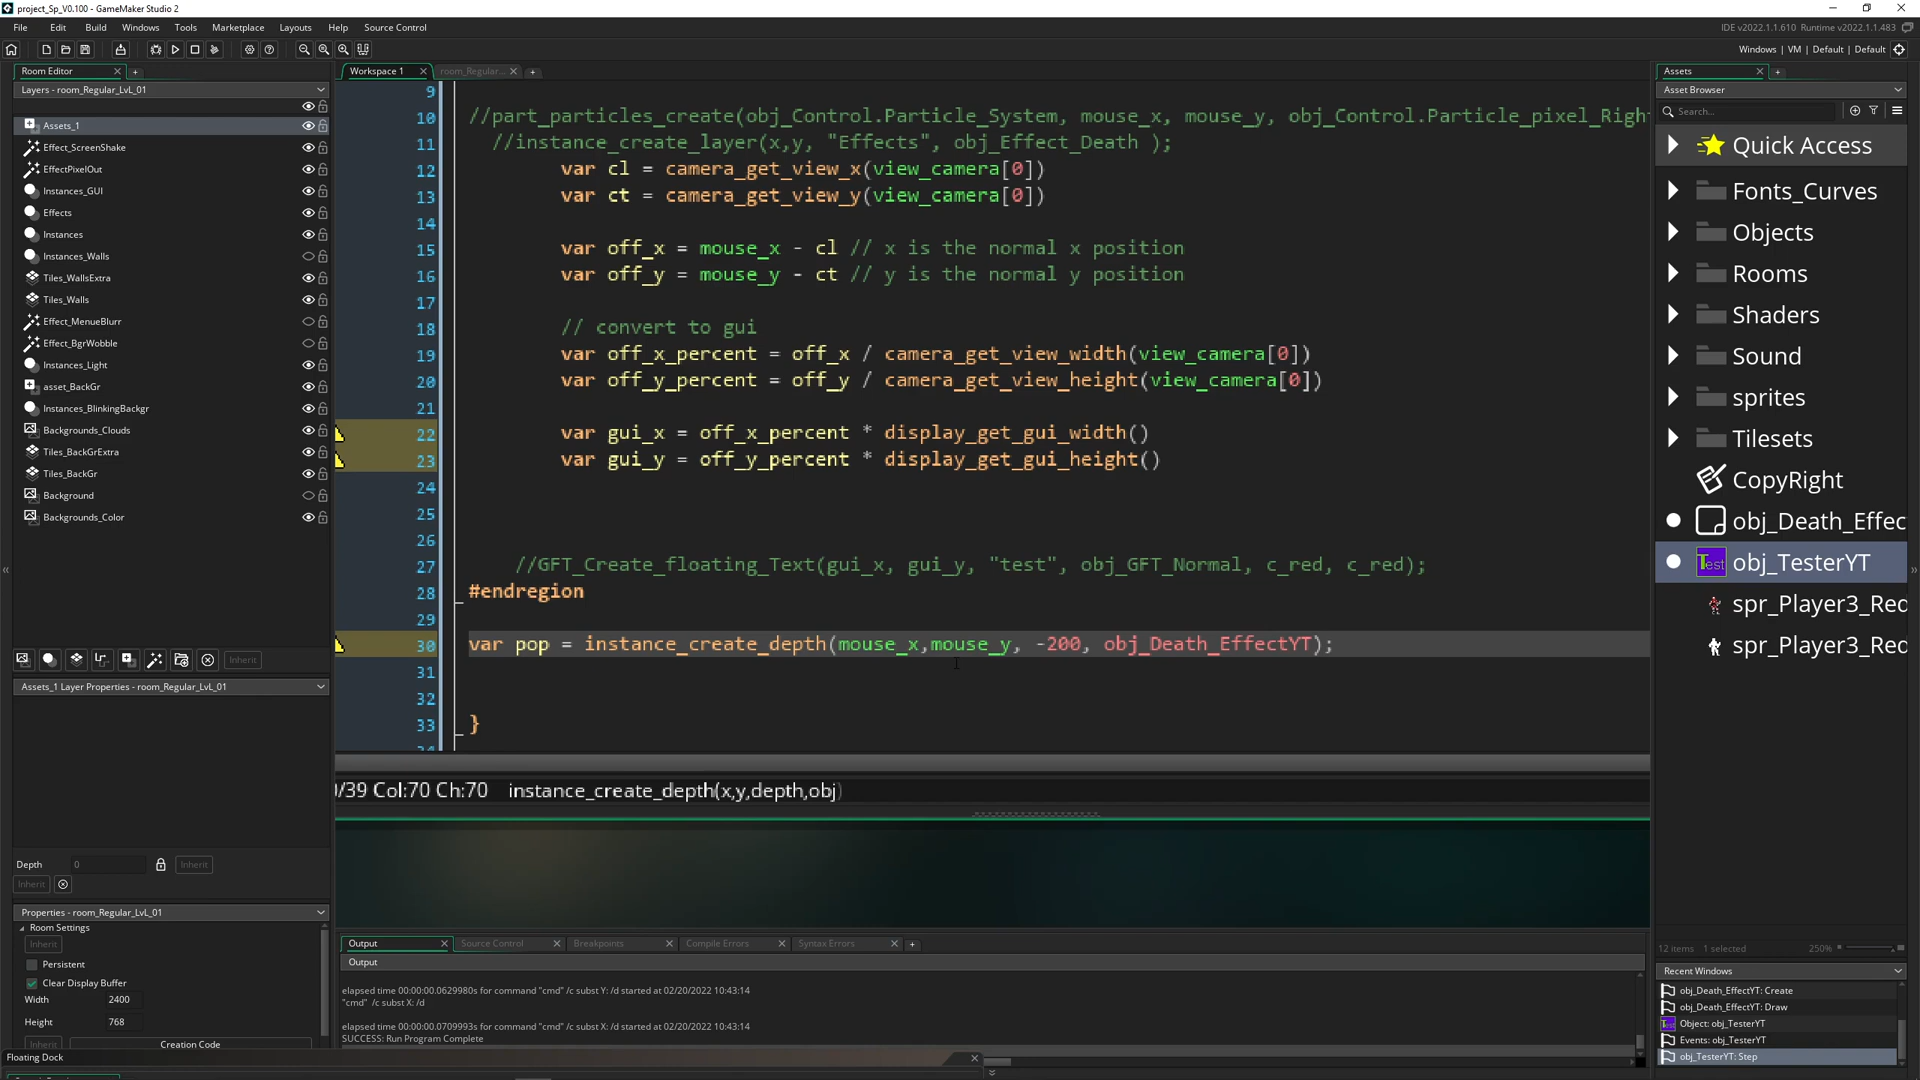 project_Sp_V0.100 - GameMaker Studio 2
File Edit Build Windows Tools Marketplace Layouts Help Source Control
IDE v2022.1.1.610 Runtime v2022.1.1.483
Windows | VM | Default | Default
Room Editor
Layers - room_Regular_LvL_01
Assets_1
Effect_ScreenShake
EffectPixelOut
Instances_GUI
Effects
Instances
Instances_Walls
Tiles_WallsExtra
Tiles_Walls
Effect_MenueBlurr
Effect_BgrWobble
Instances_Light
asset_BackGr
Instances_BlinkingBackgr
Backgrounds_Clouds
Tiles_BackGrExtra
Tiles_BackGr
Background
Backgrounds_Color
Inherit
Assets_1 Layer Properties - room_Regular_LvL_01
Depth 0 Inherit
Inherit
Properties - room_Regular_LvL_01
Room Settings
Inherit
Persistent
Clear Display Buffer
Width 2400
Height 768
Inherit Creation Code
Floating Dock
Workspace 1 room_Regular...
9
10 //part_particles_create(obj_Control.Particle_System, mouse_x, mouse_y, obj_Control.Particle_pixel_Righ
11 //instance_create_layer(x,y, "Effects", obj_Effect_Death );
12 var cl = camera_get_view_x(view_camera[0])
13 var ct = camera_get_view_y(view_camera[0])
14
15 var off_x = mouse_x - cl // x is the normal x position
16 var off_y = mouse_y - ct // y is the normal y position
17
18 // convert to gui
19 var off_x_percent = off_x / camera_get_view_width(view_camera[0])
20 var off_y_percent = off_y / camera_get_view_height(view_camera[0])
21
22 var gui_x = off_x_percent * display_get_gui_width()
23 var gui_y = off_y_percent * display_get_gui_height()
24
25
26
27 //GFT_Create_floating_Text(gui_x, gui_y, "test", obj_GFT_Normal, c_red, c_red);
28 #endregion
29
30 var pop = instance_create_depth(mouse_x,mouse_y, -200, obj_Death_EffectYT);
31
32
33 }
/39 Col:70 Ch:70 instance_create_depth(x,y,depth,obj)
Output Source Control Breakpoints Compile Errors Syntax Errors
Output
elapsed time 00:00:00.0629980s for command "cmd" /c subst Y: /d started at 02/20/2022 10:43:14
"cmd" /c subst X: /d
elapsed time 00:00:00.0709993s for command "cmd" /c subst X: /d started at 02/20/2022 10:43:14
SUCCESS: Run Program Complete
Assets
Asset Browser
Search...
Quick Access
Fonts_Curves
Objects
Rooms
Shaders
Sound
sprites
Tilesets
CopyRight
obj_Death_Effec
Test obj_TesterYT
spr_Player3_Red
spr_Player3_Red
12 items 1 selected 250%
Recent Windows
obj_Death_EffectYT: Create
obj_Death_EffectYT: Draw
Object: obj_TesterYT
Events: obj_TesterYT
obj_TesterYT: Step